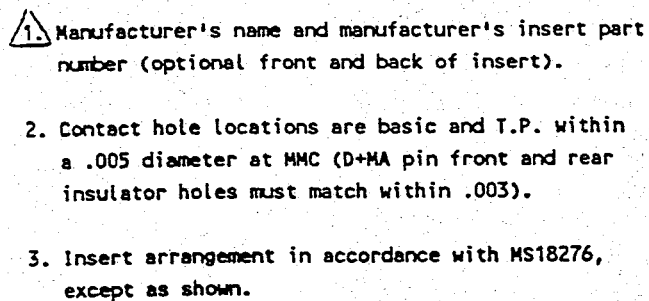 1. Manufacturer's name and manufacturer's insert part
number (optional front and back of insert).
2. Contact hole locations are basic and T.P. within
a .005 diameter at MMC (D+MA pin front and rear
insulator holes must match within .003).
3. Insert arrangement in accordance with MS18276,
except as shown.